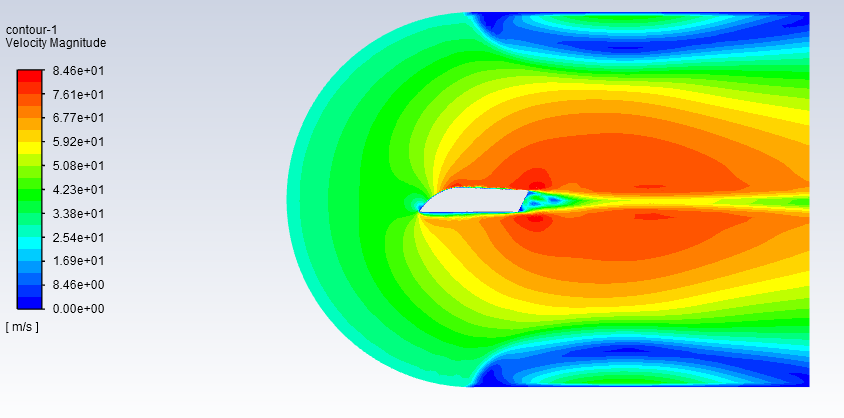 contour-1
Velocity Magnitude
8.46e+01
7.61e+01
6.77e+01
5.92e+01
5.08e+01
4.23e+01
3.38e+01
2.54e+01
1.69e+01
8.46e+00
0.00e+00
[ m/s ]